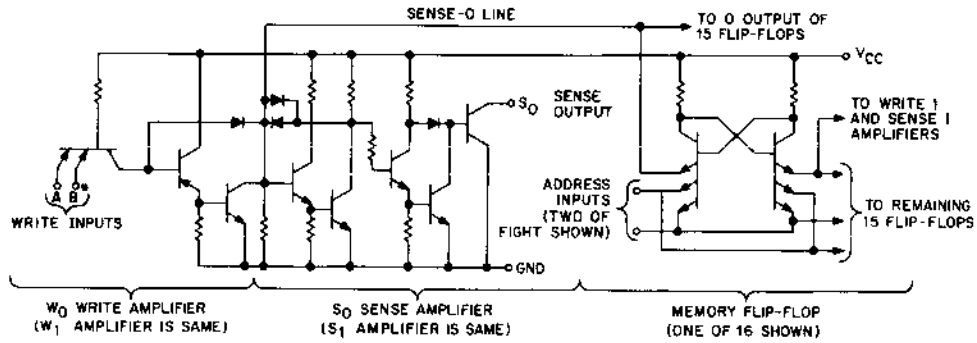 SENSE-0 LINE
TO 0 OUTPUT OF
15 FLIP-FLOPS
VCC
S0
SENSE
OUTPUT
TO WRITE 1
AND SENSE 1
AMPLIFIERS
A B*
WRITE INPUTS
ADDRESS
INPUTS
(TWO OF
FIGHT SHOWN)
TO REMAINING
15 FLIP-FLOPS
GND
W0 WRITE AMPLIFIER
(W1 AMPLIFIER IS SAME)
S0 SENSE AMPLIFIER
(S1 AMPLIFIER IS SAME)
MEMORY FLIP-FLOP
(ONE OF 16 SHOWN)